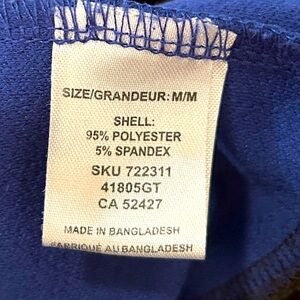 SIZE/GRANDEUR: M/M
SHELL:
95% POLYESTER
5% SPANDEX
SKU 722311
41805GT
CA 52427
MADE IN BANGLADESH
FABRIQUÉ AU BANGLADESH